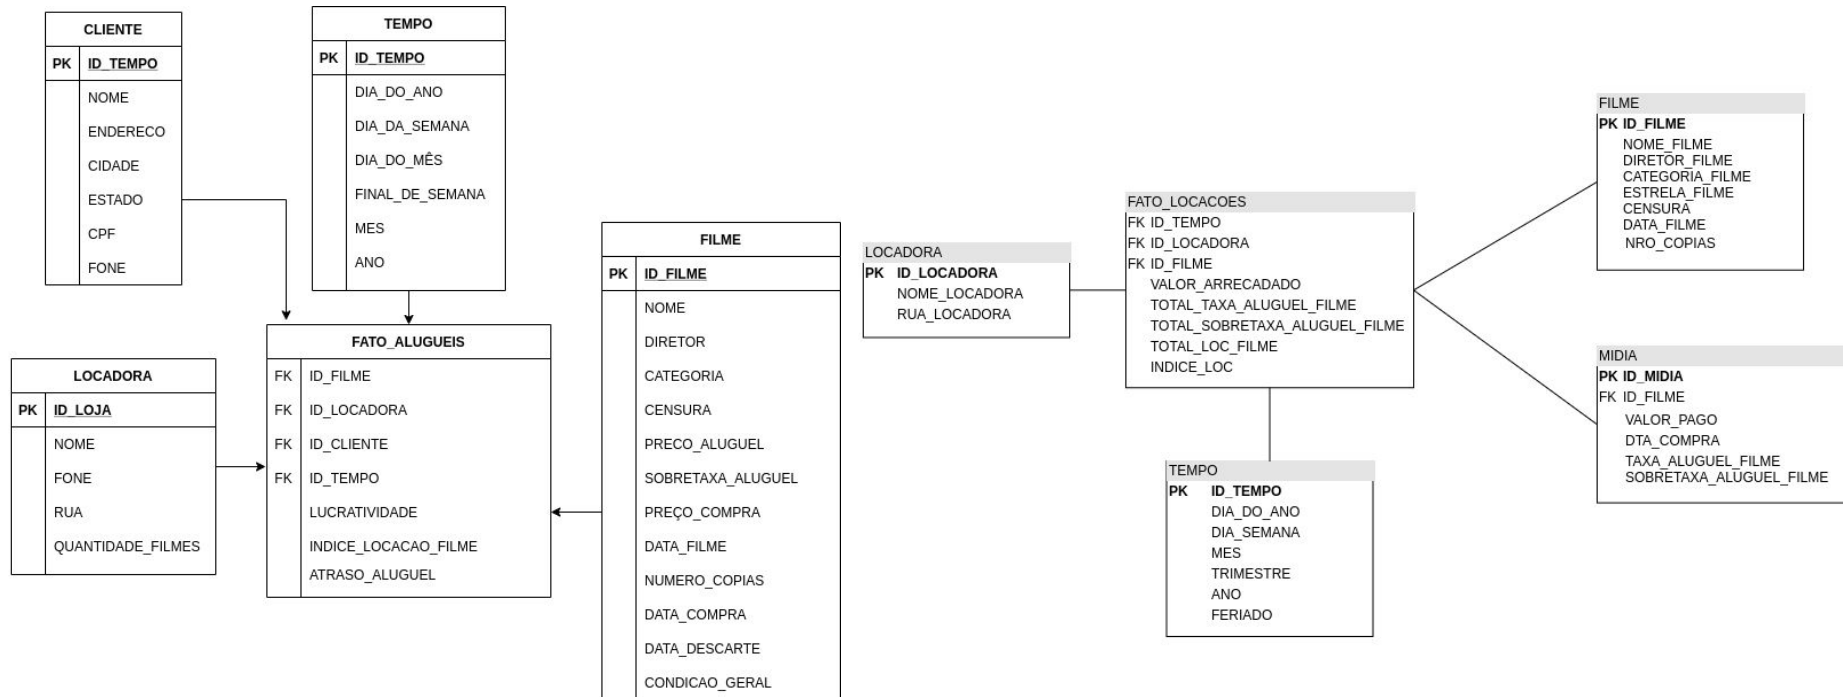 CLIENTE
PK ID_TEMPO
NOME
ENDERECO
CIDADE
ESTADO
CPF
FONE
TEMPO
PK ID_TEMPO
DIA_DO_ANO
DIA_DA_SEMANA
DIA_DO_MÊS
FINAL_DE_SEMANA
MES
ANO
LOCADORA
PK ID_LOJA
NOME
FONE
RUA
QUANTIDADE_FILMES
FATO_ALUGUEIS
FK ID_FILME
FK ID_LOCADORA
FK ID_CLIENTE
FK ID_TEMPO
LUCRATIVIDADE
INDICE_LOCACAO_FILME
ATRASO_ALUGUEL
FILME
PK ID_FILME
NOME
DIRETOR
CATEGORIA
CENSURA
PRECO_ALUGUEL
SOBRETAXA_ALUGUEL
PREÇO_COMPRA
DATA_FILME
NUMERO_COPIAS
DATA_COMPRA
DATA_DESCARTE
CONDICAO_GERAL
LOCADORA
PK ID_LOCADORA
NOME_LOCADORA
RUA_LOCADORA
FATO_LOCACOES
FK ID_TEMPO
FK ID_LOCADORA
FK ID_FILME
VALOR_ARRECADADO
TOTAL_TAXA_ALUGUEL_FILME
TOTAL_SOBRETAXA_ALUGUEL_FILME
TOTAL_LOC_FILME
INDICE_LOC
TEMPO
PK ID_TEMPO
DIA_DO_ANO
DIA_SEMANA
MES
TRIMESTRE
ANO
FERIADO
FILME
PK ID_FILME
NOME_FILME
DIRETOR_FILME
CATEGORIA_FILME
ESTRELA_FILME
CENSURA
DATA_FILME
NRO_COPIAS
MIDIA
PK ID_MIDIA
FK ID_FILME
VALOR_PAGO
DTA_COMPRA
TAXA_ALUGUEL_FILME
SOBRETAXA_ALUGUEL_FILME